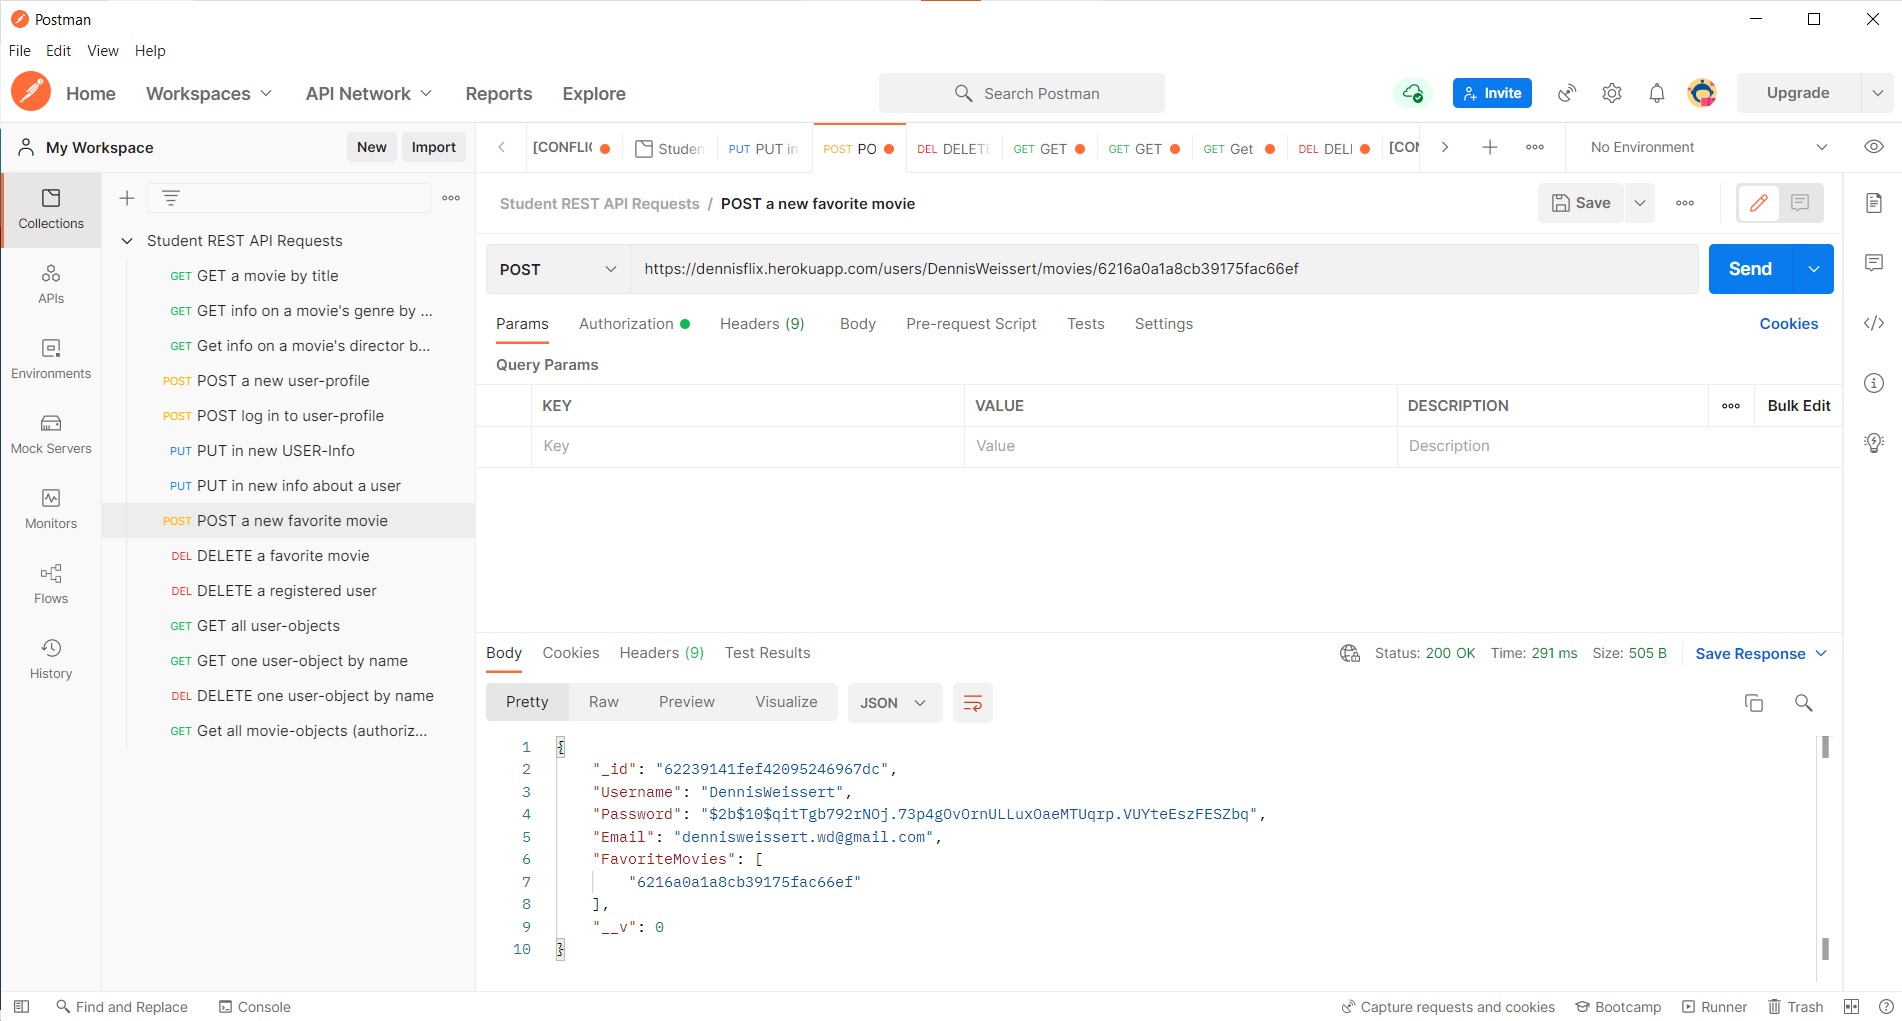 Postman
File Edit View Help
Home Workspaces API Network Reports Explore Search Postman Invite Upgrade
My Workspace New Import
[CONFLI Studen PUT PUT in POST PO DEL DELETE GET GET GET GET GET Get DEL DEL [CON No Environment
Collections
APIs
Environments
Mock Servers
Monitors
Flows
History
Student REST API Requests
GET GET a movie by title
GET GET info on a movie's genre by ...
GET Get info on a movie's director b...
POST POST a new user-profile
POST POST log in to user-profile
PUT PUT in new USER-Info
PUT PUT in new info about a user
POST POST a new favorite movie
DEL DELETE a favorite movie
DEL DELETE a registered user
GET GET all user-objects
GET GET one user-object by name
DEL DELETE one user-object by name
GET Get all movie-objects (authoriz...
Student REST API Requests / POST a new favorite movie Save
POST https://dennisflix.herokuapp.com/users/DennisWeissert/movies/6216a0a1a8cb39175fac66ef Send
Params Authorization Headers (9) Body Pre-request Script Tests Settings Cookies
Query Params
KEY VALUE DESCRIPTION Bulk Edit
Key Value Description
Body Cookies Headers (9) Test Results Status: 200 OK Time: 291 ms Size: 505 B Save Response
Pretty Raw Preview Visualize JSON
1 {
2 "_id": "62239141fef42095246967dc",
3 "Username": "DennisWeissert",
4 "Password": "$2b$10$qitTgb792rNOj.73p4gOvOrnULLuxOaeMTUqrp.VUYteEszFESZbq",
5 "Email": "dennisweissert.wd@gmail.com",
6 "FavoriteMovies": [
7 "6216a0a1a8cb39175fac66ef"
8 ],
9 "__v": 0
10 }
Find and Replace Console Capture requests and cookies Bootcamp Runner Trash